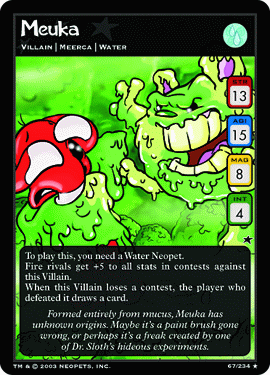 Meuka
VILLAIN | MEERCA | WATER
STR
13
AGI
15
MAG
8
INT
4
To play this, you need a Water Neopet.
Fire rivals get +5 to all stats in contests against
this Villain.
When this Villain loses a contest, the player who
defeated it draws a card.
Formed entirely from mucus, Meuka has
unknown origins. Maybe it's a paint brush gone
wrong, or perhaps it's a freak created by one
of Dr. Sloth's hideous experiments.
TM & © 2003 NEOPETS, INC.
67/234 ★